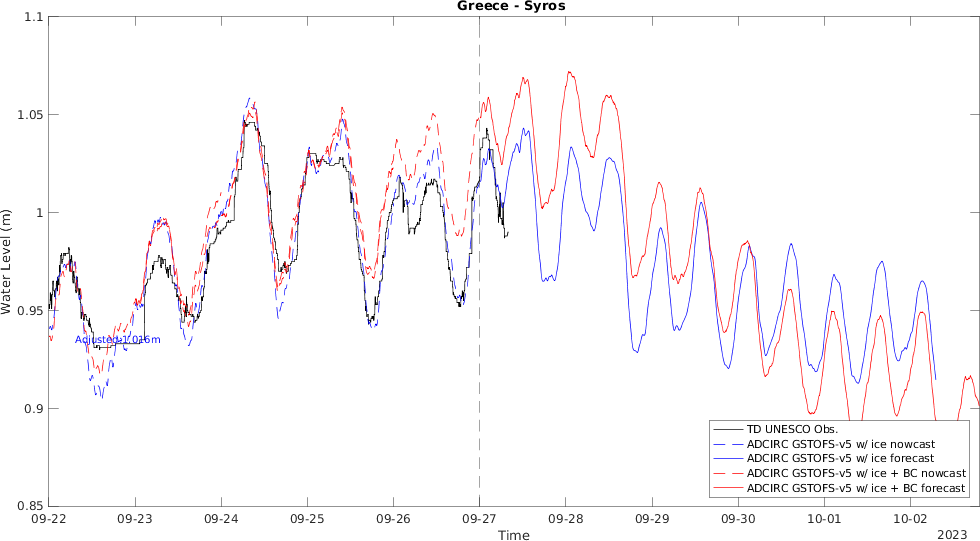 Greece - Syros
1.1
1.05
1
0.95
0.9
0.85
Water Level (m)
Adjusted-1.016m
TD UNESCO Obs.
ADCIRC GSTOFS-v5 w/ ice nowcast
ADCIRC GSTOFS-v5 w/ ice forecast
ADCIRC GSTOFS-v5 w/ ice + BC nowcast
ADCIRC GSTOFS-v5 w/ ice + BC forecast
09-22 09-23 09-24 09-25 09-26 09-27 09-28 09-29 09-30 10-01 10-02
Time
2023